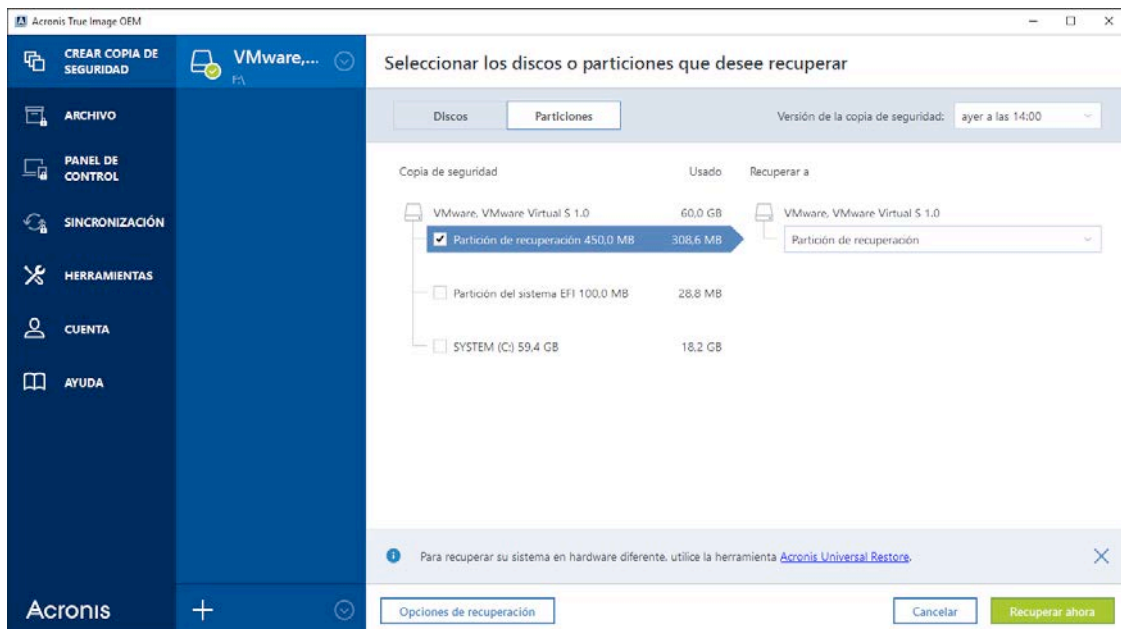 Acronis True Image OEM
CREAR COPIA DE
SEGURIDAD
ARCHIVO
PANEL DE
CONTROL
SINCRONIZACIÓN
HERRAMIENTAS
CUENTA
AYUDA
Acronis
VMware,...
F:\
Seleccionar los discos o particiones que desee recuperar
Discos Particiones Versión de la copia de seguridad: ayer a las 14:00
Copia de seguridad Usado Recuperar a
VMware, VMware Virtual S 1.0 60,0 GB VMware, VMware Virtual S 1.0
Partición de recuperación 450,0 MB 308,6 MB Partición de recuperación
Partición del sistema EFI 100,0 MB 28,8 MB
SYSTEM (C:) 59,4 GB 18,2 GB
Para recuperar su sistema en hardware diferente, utilice la herramienta Acronis Universal Restore.
Opciones de recuperación Cancelar Recuperar ahora